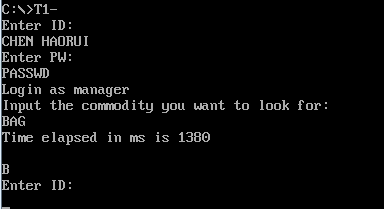 C:\>T1-
Enter ID:
CHEN HAORUI
Enter PW:
PASSWD
Login as manager
Input the commodity you want to look for:
BAG
Time elapsed in ms is 1380
B
Enter ID: